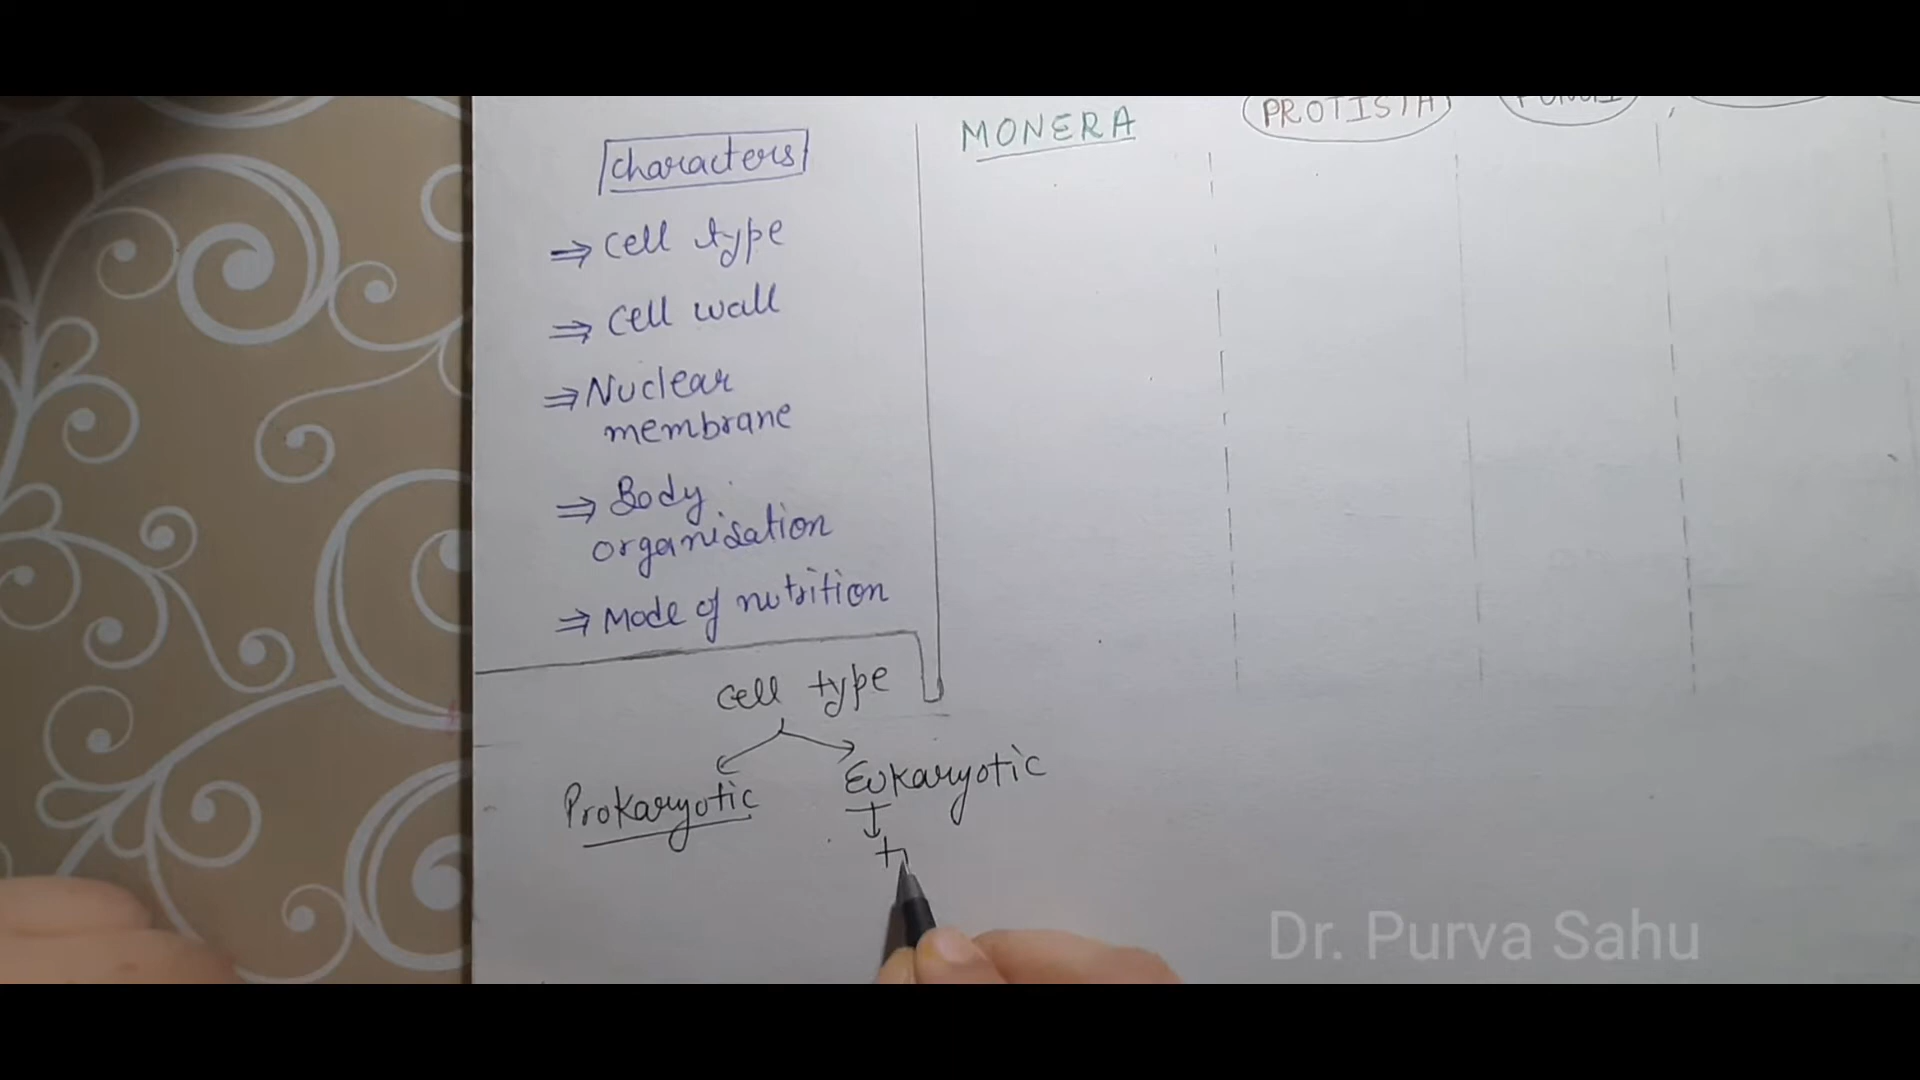 characters
MONERA
PROTISTA
FUNGI
⇒ Cell type
⇒ Cell wall
⇒ Nuclear
membrane
⇒ Body
organisation
⇒ Mode of nutrition
Cell type
Prokaryotic
Eukaryotic
Dr. Purva Sahu